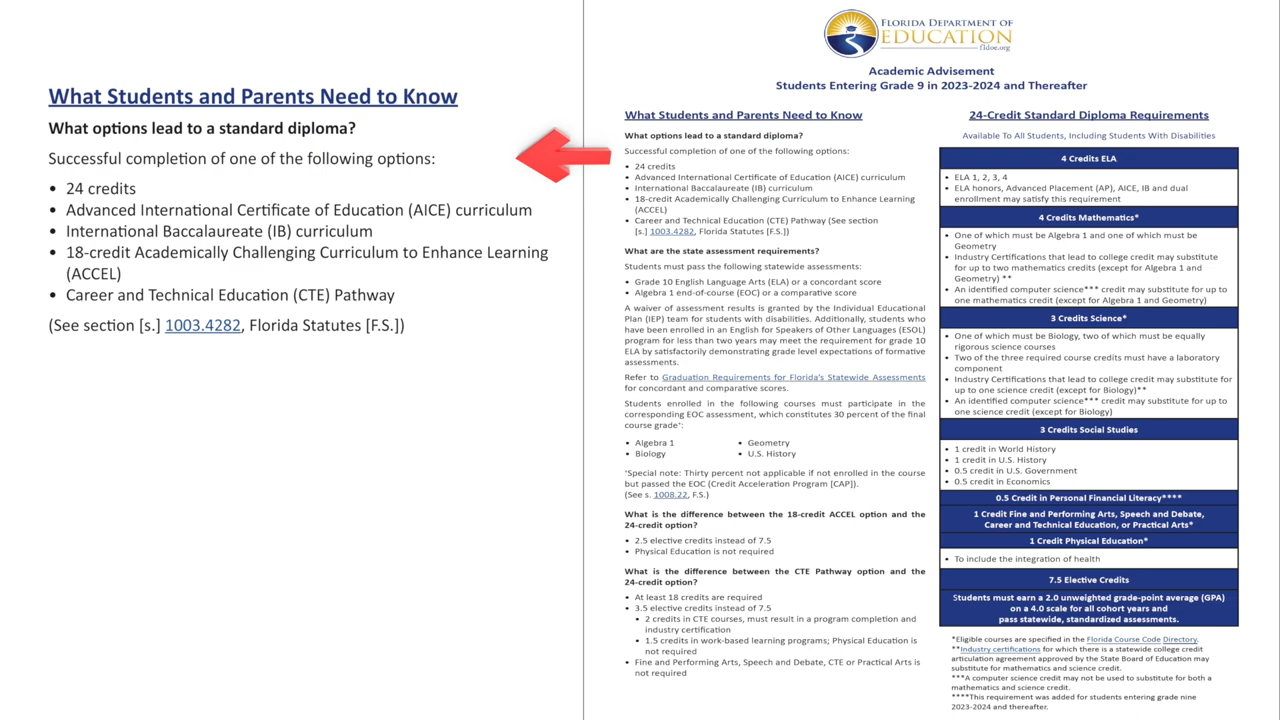 What Students and Parents Need to Know
What options lead to a standard diploma?
Successful completion of one of the following options:
• 24 credits
• Advanced International Certificate of Education (AICE) curriculum
• International Baccalaureate (IB) curriculum
• 18-credit Academically Challenging Curriculum to Enhance Learning
(ACCEL)
• Career and Technical Education (CTE) Pathway
(See section [s.] 1003.4282, Florida Statutes [F.S.])
FLORIDA DEPARTMENT OF
EDUCATION
fldoe.org
Academic Advisement
Students Entering Grade 9 in 2023-2024 and Thereafter
What Students and Parents Need to Know
What options lead to a standard diploma?
Successful completion of one of the following options:
• 24 credits
• Advanced International Certificate of Education (AICE) curriculum
• International Baccalaureate (IB) curriculum
• 18-credit Academically Challenging Curriculum to Enhance Learning
(ACCEL)
• Career and Technical Education (CTE) Pathway (See section
[s.] 1003.4282, Florida Statutes [F.S.])
What are the state assessment requirements?
Students must pass the following statewide assessments:
• Grade 10 English Language Arts (ELA) or a concordant score
• Algebra 1 end-of-course (EOC) or a comparative score
A waiver of assessment results is granted by the Individual Educational
Plan (IEP) team for students with disabilities. Additionally, students who
have been enrolled in an English for Speakers of Other Languages (ESOL)
program for less than two years may meet the requirement for grade 10
ELA by satisfactorily demonstrating grade level expectations of formative
assessments.
Refer to Graduation Requirements for Florida's Statewide Assessments
for concordant and comparative scores.
Students enrolled in the following courses must participate in the
corresponding EOC assessment, which constitutes 30 percent of the final
course grade⁺:
• Algebra 1
• Geometry
• Biology
• U.S. History
⁺Special note: Thirty percent not applicable if not enrolled in the course
but passed the EOC (Credit Acceleration Program [CAP]).
(See s. 1008.22, F.S.)
What is the difference between the 18-credit ACCEL option and the
24-credit option?
• 2.5 elective credits instead of 7.5
• Physical Education is not required
What is the difference between the CTE Pathway option and the
24-credit option?
• At least 18 credits are required
• 3.5 elective credits instead of 7.5
• 2 credits in CTE courses, must result in a program completion and
industry certification
• 1.5 credits in work-based learning programs; Physical Education is
not required
• Fine and Performing Arts, Speech and Debate, CTE or Practical Arts is
not required
24-Credit Standard Diploma Requirements
Available To All Students, Including Students With Disabilities
4 Credits ELA
• ELA 1, 2, 3, 4
• ELA honors, Advanced Placement (AP), AICE, IB and dual
enrollment may satisfy this requirement
4 Credits Mathematics*
• One of which must be Algebra 1 and one of which must be
Geometry
• Industry Certifications that lead to college credit may substitute
for up to two mathematics credits (except for Algebra 1 and
Geometry) **
• An identified computer science*** credit may substitute for up to
one mathematics credit (except for Algebra 1 and Geometry)
3 Credits Science*
• One of which must be Biology, two of which must be equally
rigorous science courses
• Two of the three required course credits must have a laboratory
component
• Industry Certifications that lead to college credit may substitute for
up to one science credit (except for Biology)**
• An identified computer science*** credit may substitute for up to
one science credit (except for Biology)
3 Credits Social Studies
• 1 credit in World History
• 1 credit in U.S. History
• 0.5 credit in U.S. Government
• 0.5 credit in Economics
0.5 Credit in Personal Financial Literacy****
1 Credit Fine and Performing Arts, Speech and Debate,
Career and Technical Education, or Practical Arts*
1 Credit Physical Education*
• To include the integration of health
7.5 Elective Credits
Students must earn a 2.0 unweighted grade-point average (GPA)
on a 4.0 scale for all cohort years and
pass statewide, standardized assessments.
*Eligible courses are specified in the Florida Course Code Directory.
**Industry certifications for which there is a statewide college credit
articulation agreement approved by the State Board of Education may
substitute for mathematics and science credit.
***A computer science credit may not be used to substitute for both a
mathematics and science credit.
****This requirement was added for students entering grade nine
2023-2024 and thereafter.